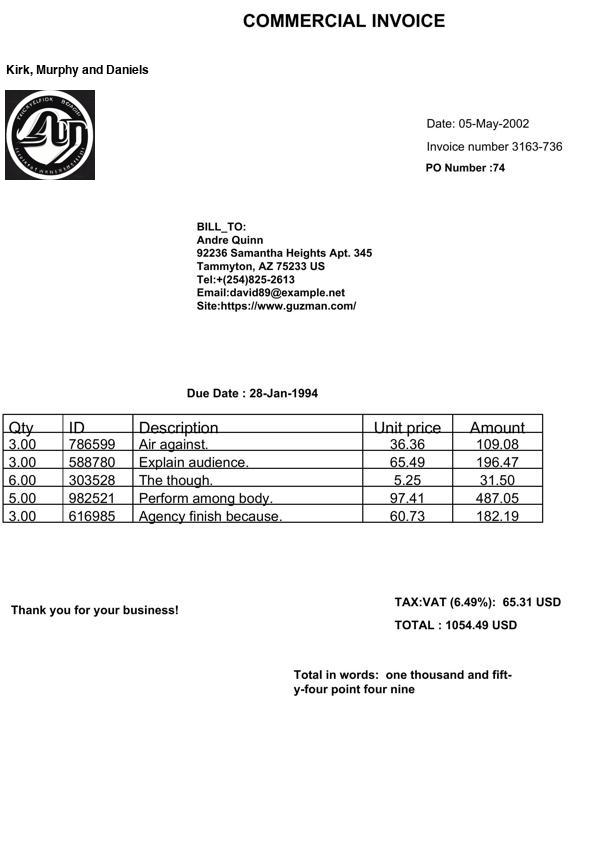 COMMERCIAL INVOICE
Kirk, Murphy and Daniels
Date: 05-May-2002
Invoice number 3163-736
PO Number :74
BILL_TO:
Andre Quinn
92236 Samantha Heights Apt. 345
Tammyton, AZ 75233 US
Tel:+(254)825-2613
Email:david89@example.net
Site:https://www.guzman.com/
Due Date : 28-Jan-1994
Qty ID Description Unit price Amount
3.00 786599 Air against. 36.36 109.08
3.00 588780 Explain audience. 65.49 196.47
6.00 303528 The though. 5.25 31.50
5.00 982521 Perform among body. 97.41 487.05
3.00 616985 Agency finish because. 60.73 182.19
TAX:VAT (6.49%): 65.31 USD
Thank you for your business!
TOTAL : 1054.49 USD
Total in words: one thousand and fift-
y-four point four nine